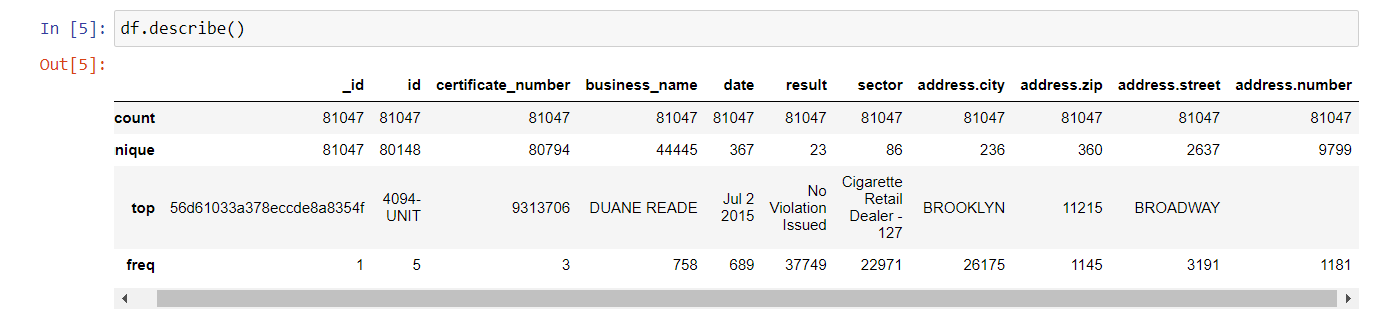 In [5]: df.describe()
Out[5]:
_id id certificate_number business_name date result sector address.city address.zip address.street address.number
count 81047 81047 81047 81047 81047 81047 81047 81047 81047 81047 81047
nique 81047 80148 80794 44445 367 23 86 236 360 2637 9799
top 56d61033a378eccde8a8354f 4094-UNIT 9313706 DUANE READE Jul 2 2015 No Violation Issued Cigarette Retail Dealer - 127 BROOKLYN 11215 BROADWAY
freq 1 5 3 758 689 37749 22971 26175 1145 3191 1181